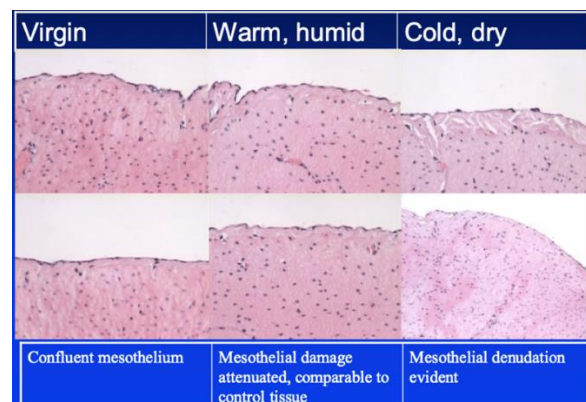 Virgin
Warm, humid
Cold, dry
Confluent mesothelium
Mesothelial damage
attenuated, comparable to
control tissue
Mesothelial denudation
evident